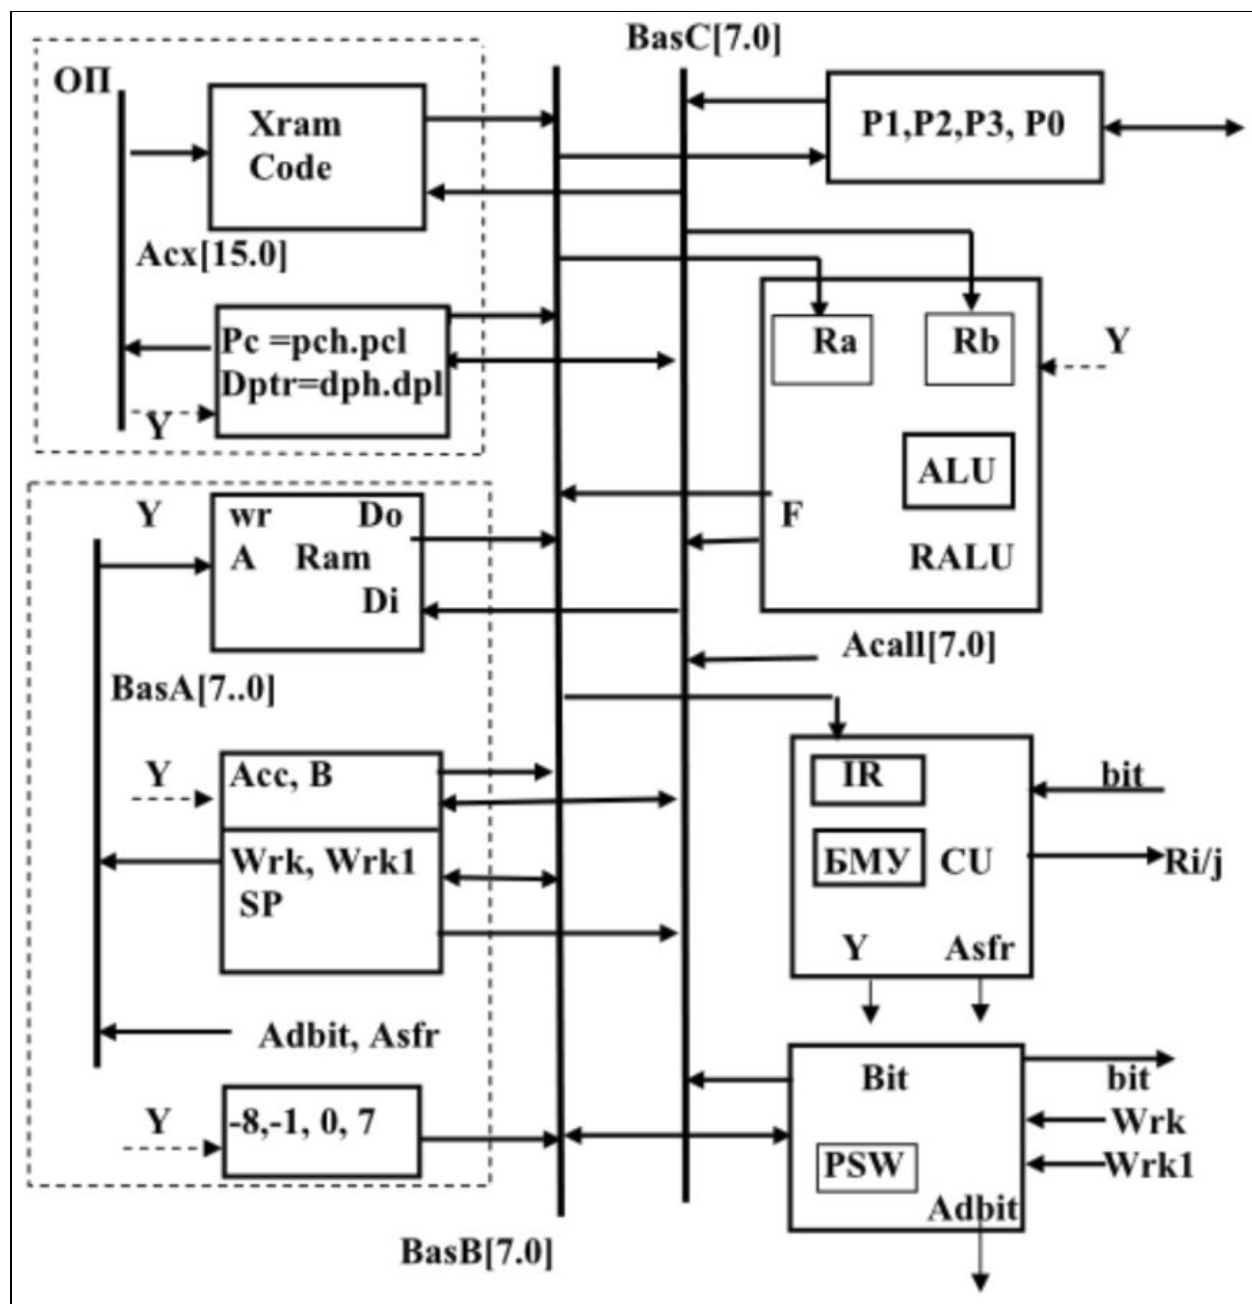 BasC[7.0]
ОП
Xram
Code
P1,P2,P3, P0
Acx[15.0]
Pc =pch.pcl
Dptr=dph.dpl
Y
Ra
Rb
Y
ALU
F
RALU
Y
wr Do
A Ram
Di
Acall[7.0]
BasA[7..0]
Y
Acc, B
Wrk, Wrk1
SP
IR
bit
БМУ CU
Ri/j
Y Asfr
Adbit, Asfr
Y
-8,-1, 0, 7
Bit
bit
Wrk
PSW
Wrk1
Adbit
BasB[7.0]